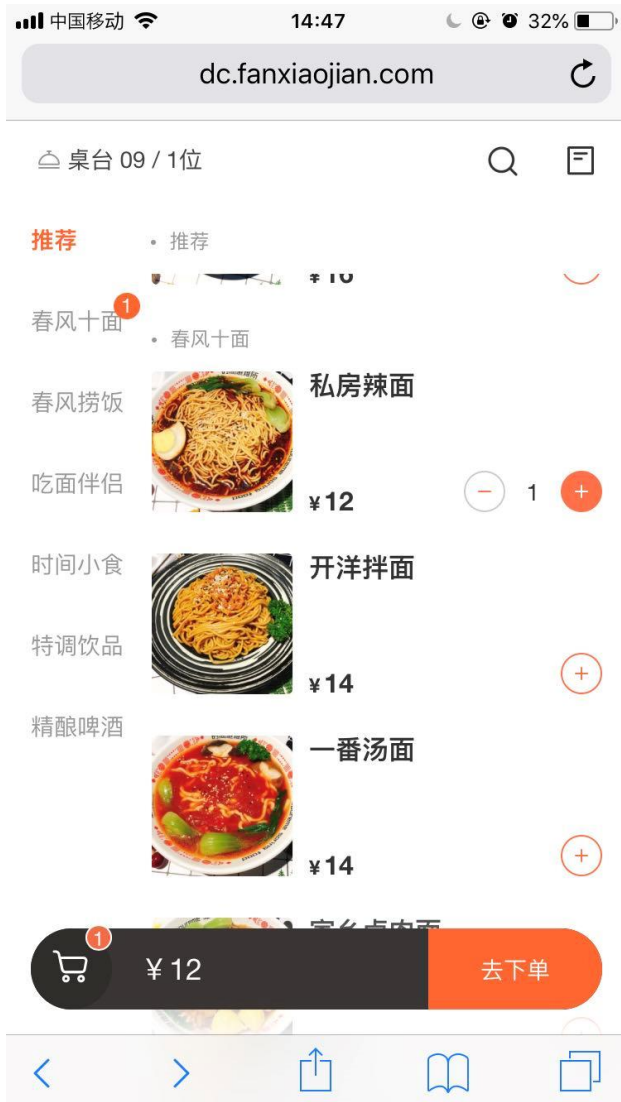 中国移动
14:47
32%
dc.fanxiaojian.com
桌台 09 / 1位
推荐
推荐
春风十面
1
春风十面
春风捞饭
吃面伴侣
时间小食
特调饮品
精酿啤酒
私房辣面
¥12
1
开洋拌面
¥14
一番汤面
¥14
1
¥ 12
去下单